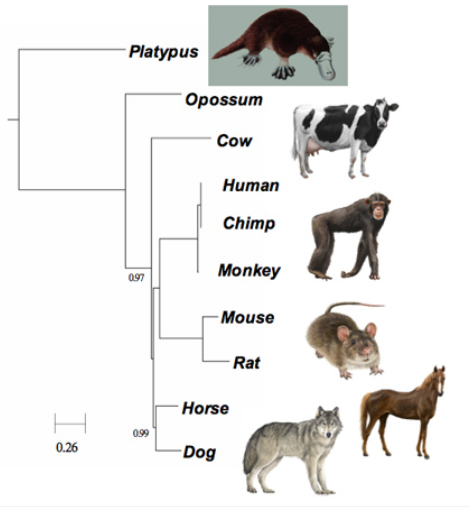 Platypus
Opossum
Cow
Human
Chimp
Monkey
0.97
Mouse
Rat
Horse
0.99
Dog
0.26